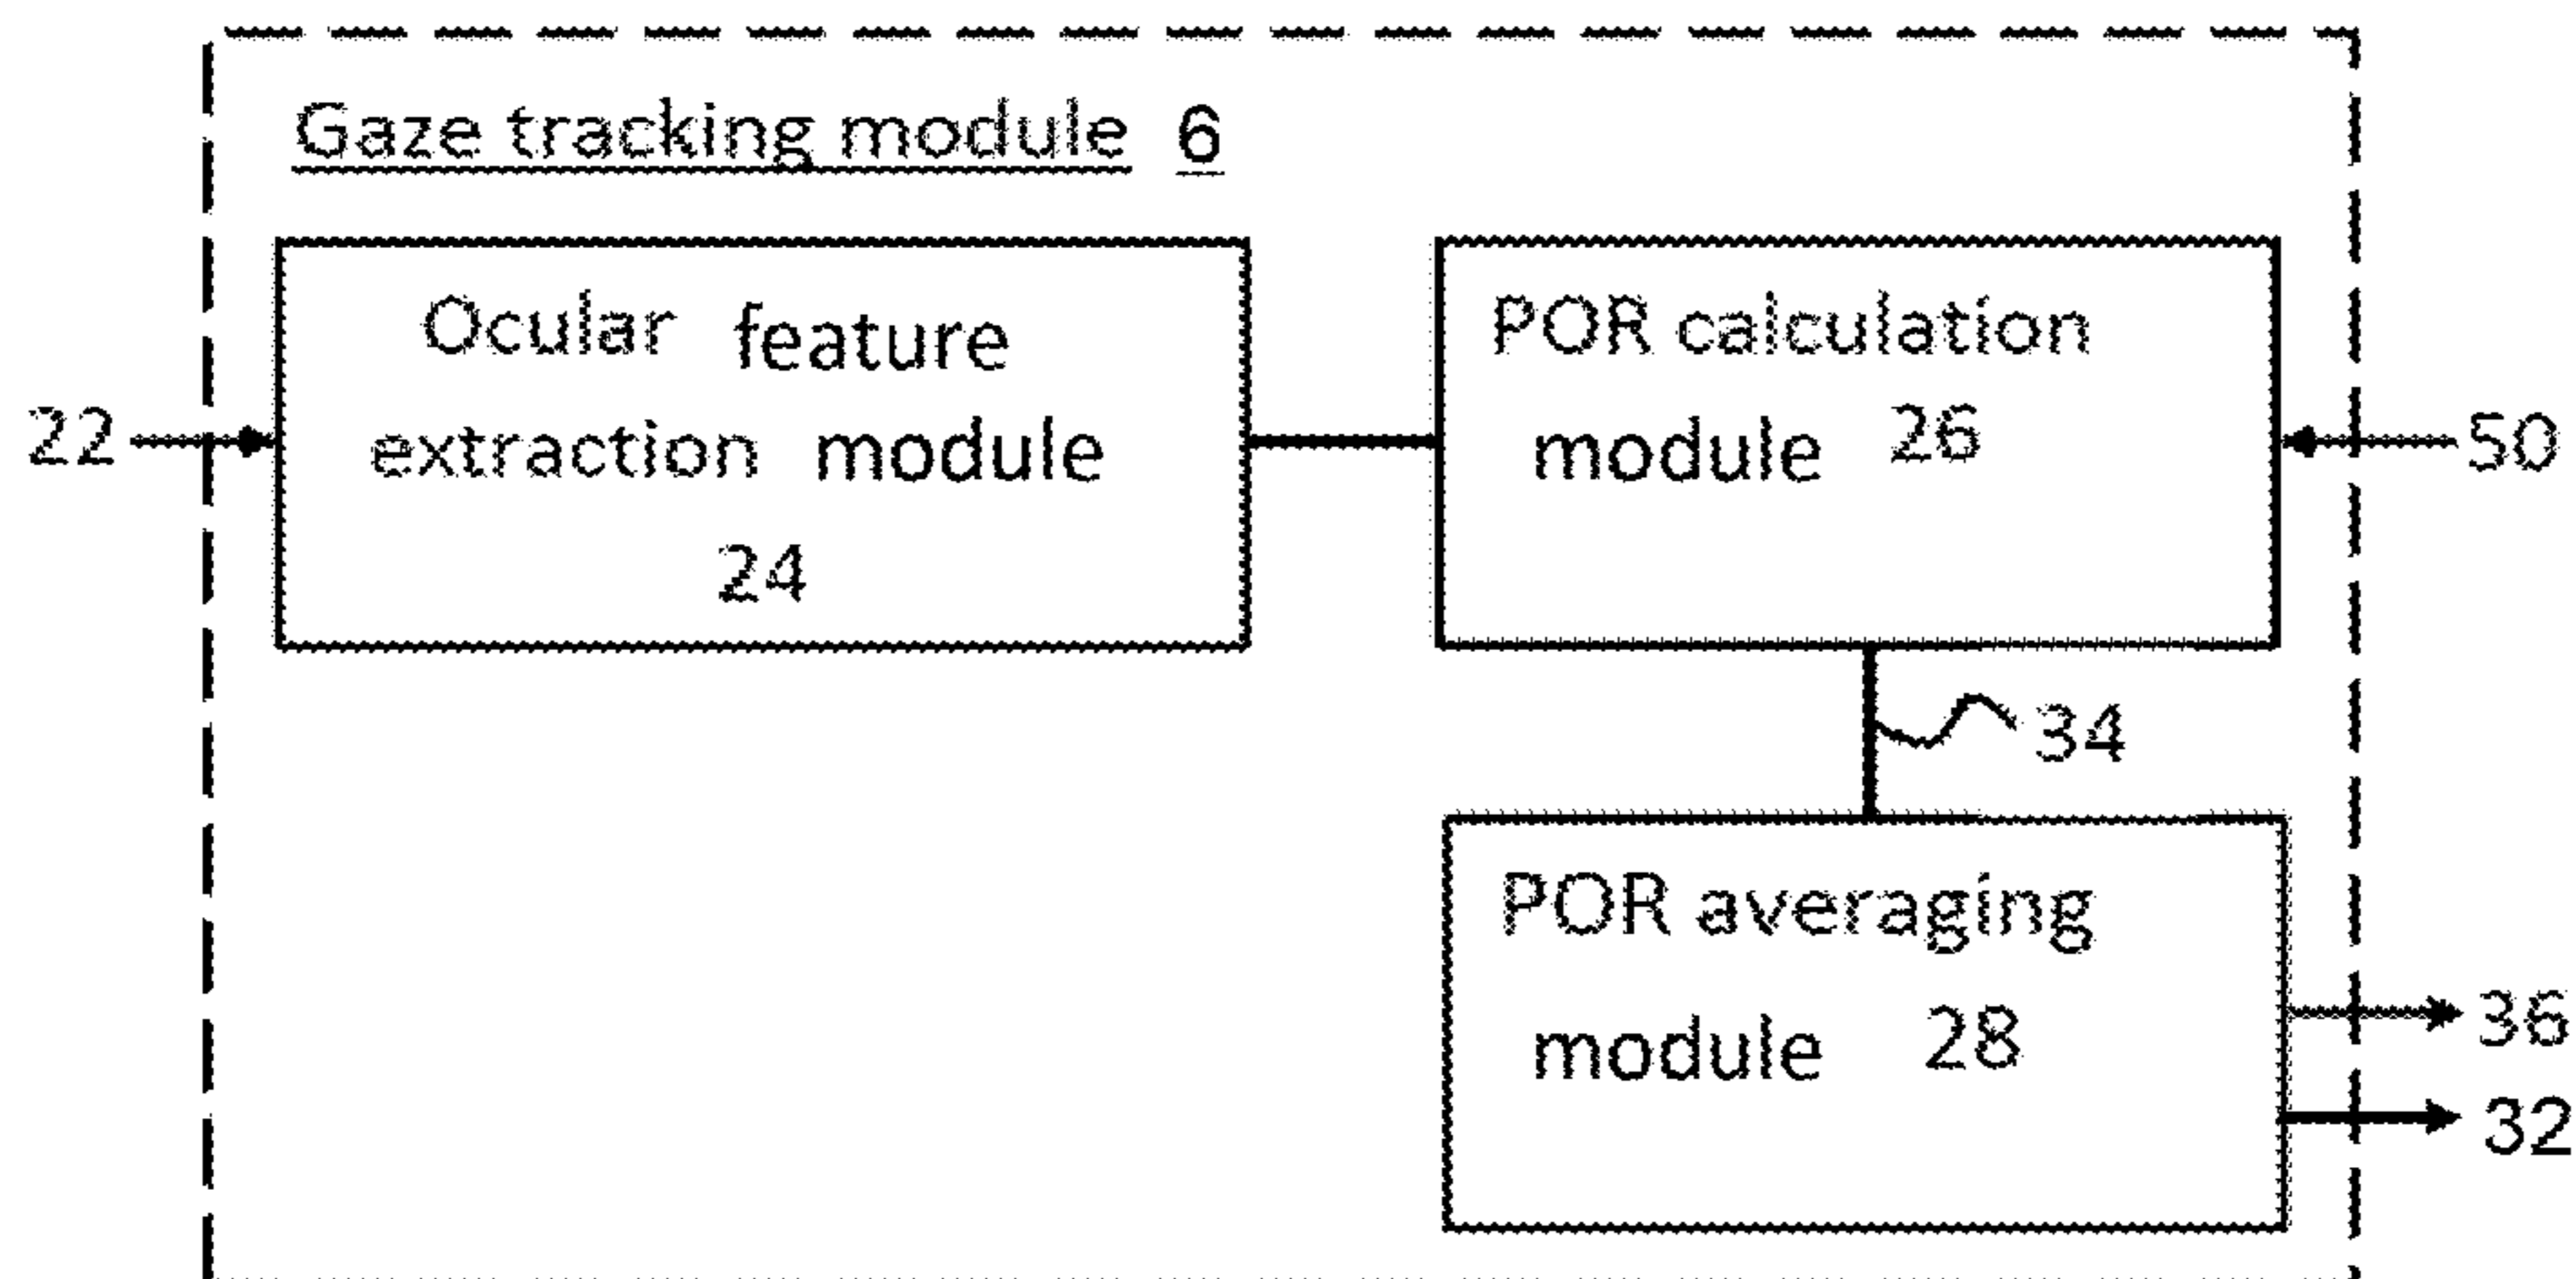 Gaze tracking module 6
Ocular feature
extraction module
24
POR calculation
module 26
22
50
34
POR averaging
module 28
36
32